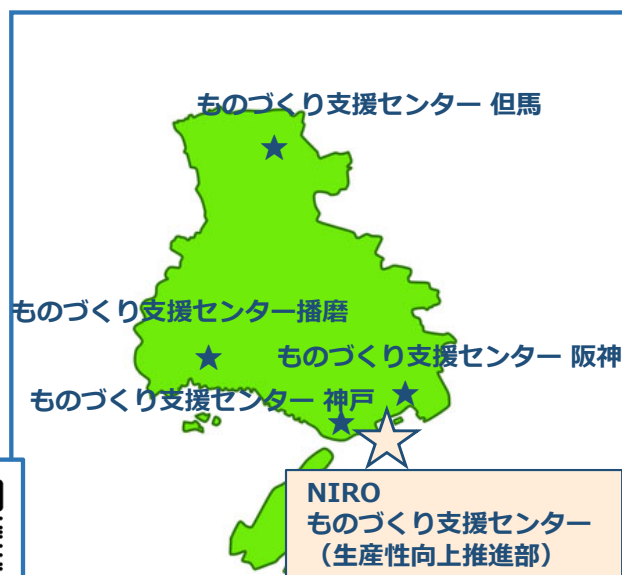 ものづくり支援センター 但馬
ものづくり支援センター播磨
ものづくり支援センター 阪神
ものづくり支援センター 神戸
NIRO
ものづくり支援センター
（生産性向上推進部）